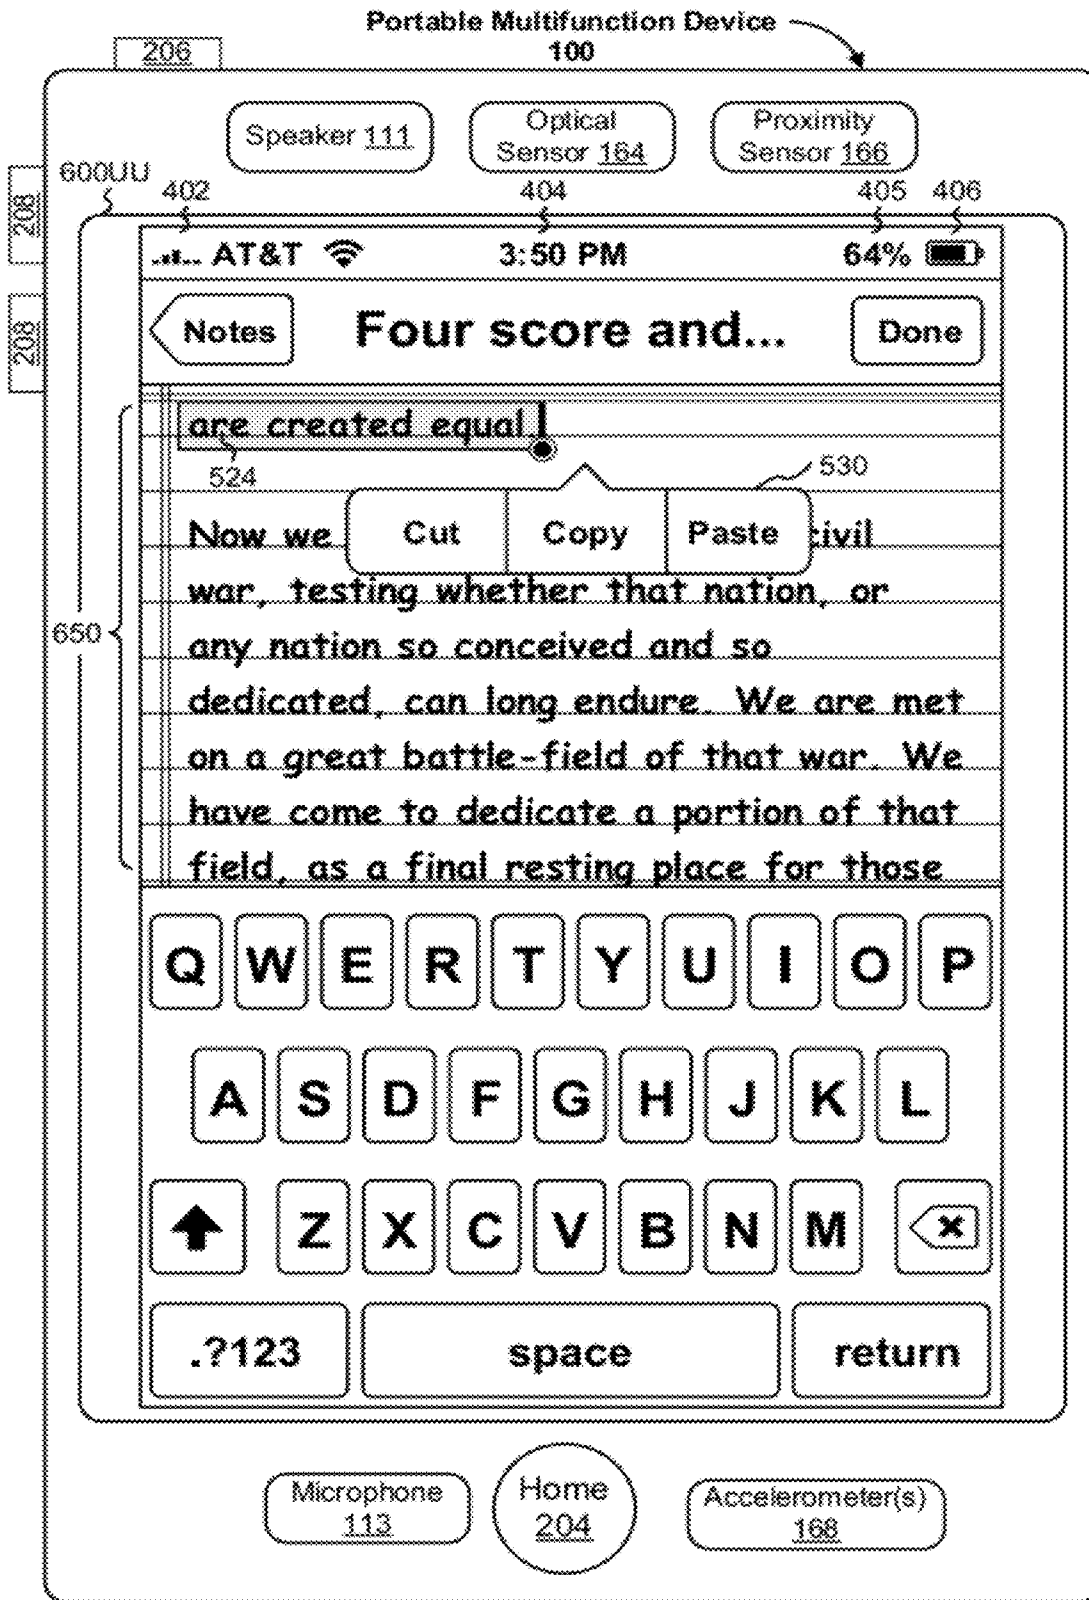 Portable Multifunction Device
100
206
Speaker 111
Optical
Sensor 164
Proximity
Sensor 166
208
208
600UU
402
404
405
406
AT&T
3:50 PM
64%
Notes
Four score and...
Done
are created equal
524
530
Cut
Copy
Paste
Now we civil
war, testing whether that nation, or
650
any nation so conceived and so
dedicated, can long endure. We are met
on a great battle-field of that war. We
have come to dedicate a portion of that
field, as a final resting place for those
Q W E R T Y U I O P
A S D F G H J K L
Z X C V B N M
.?123
space
return
Microphone
113
Home
204
Accelerometer(s)
168